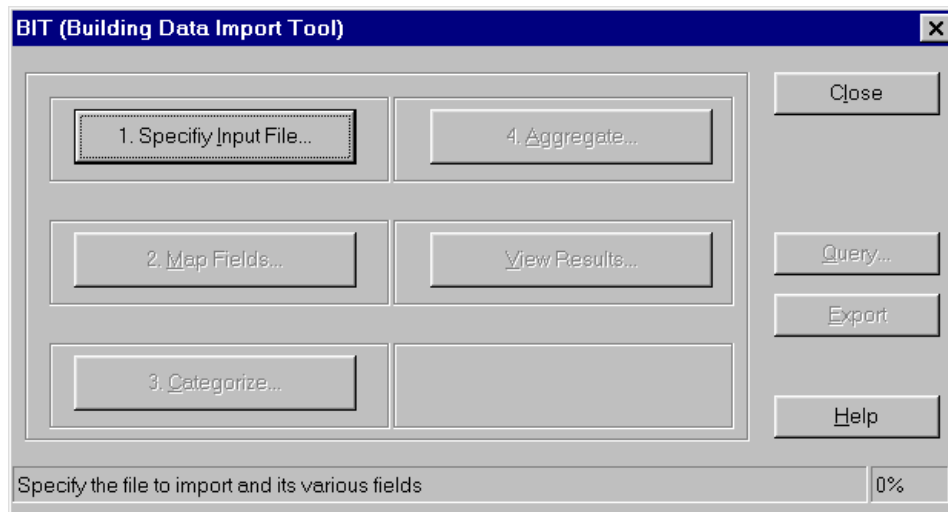 BIT (Building Data Import Tool)
1. Specifiy Input File...
4. Aggregate...
Close
2. Map Fields...
View Results...
Query...
Export
3. Categorize...
Help
Specify the file to import and its various fields
0%